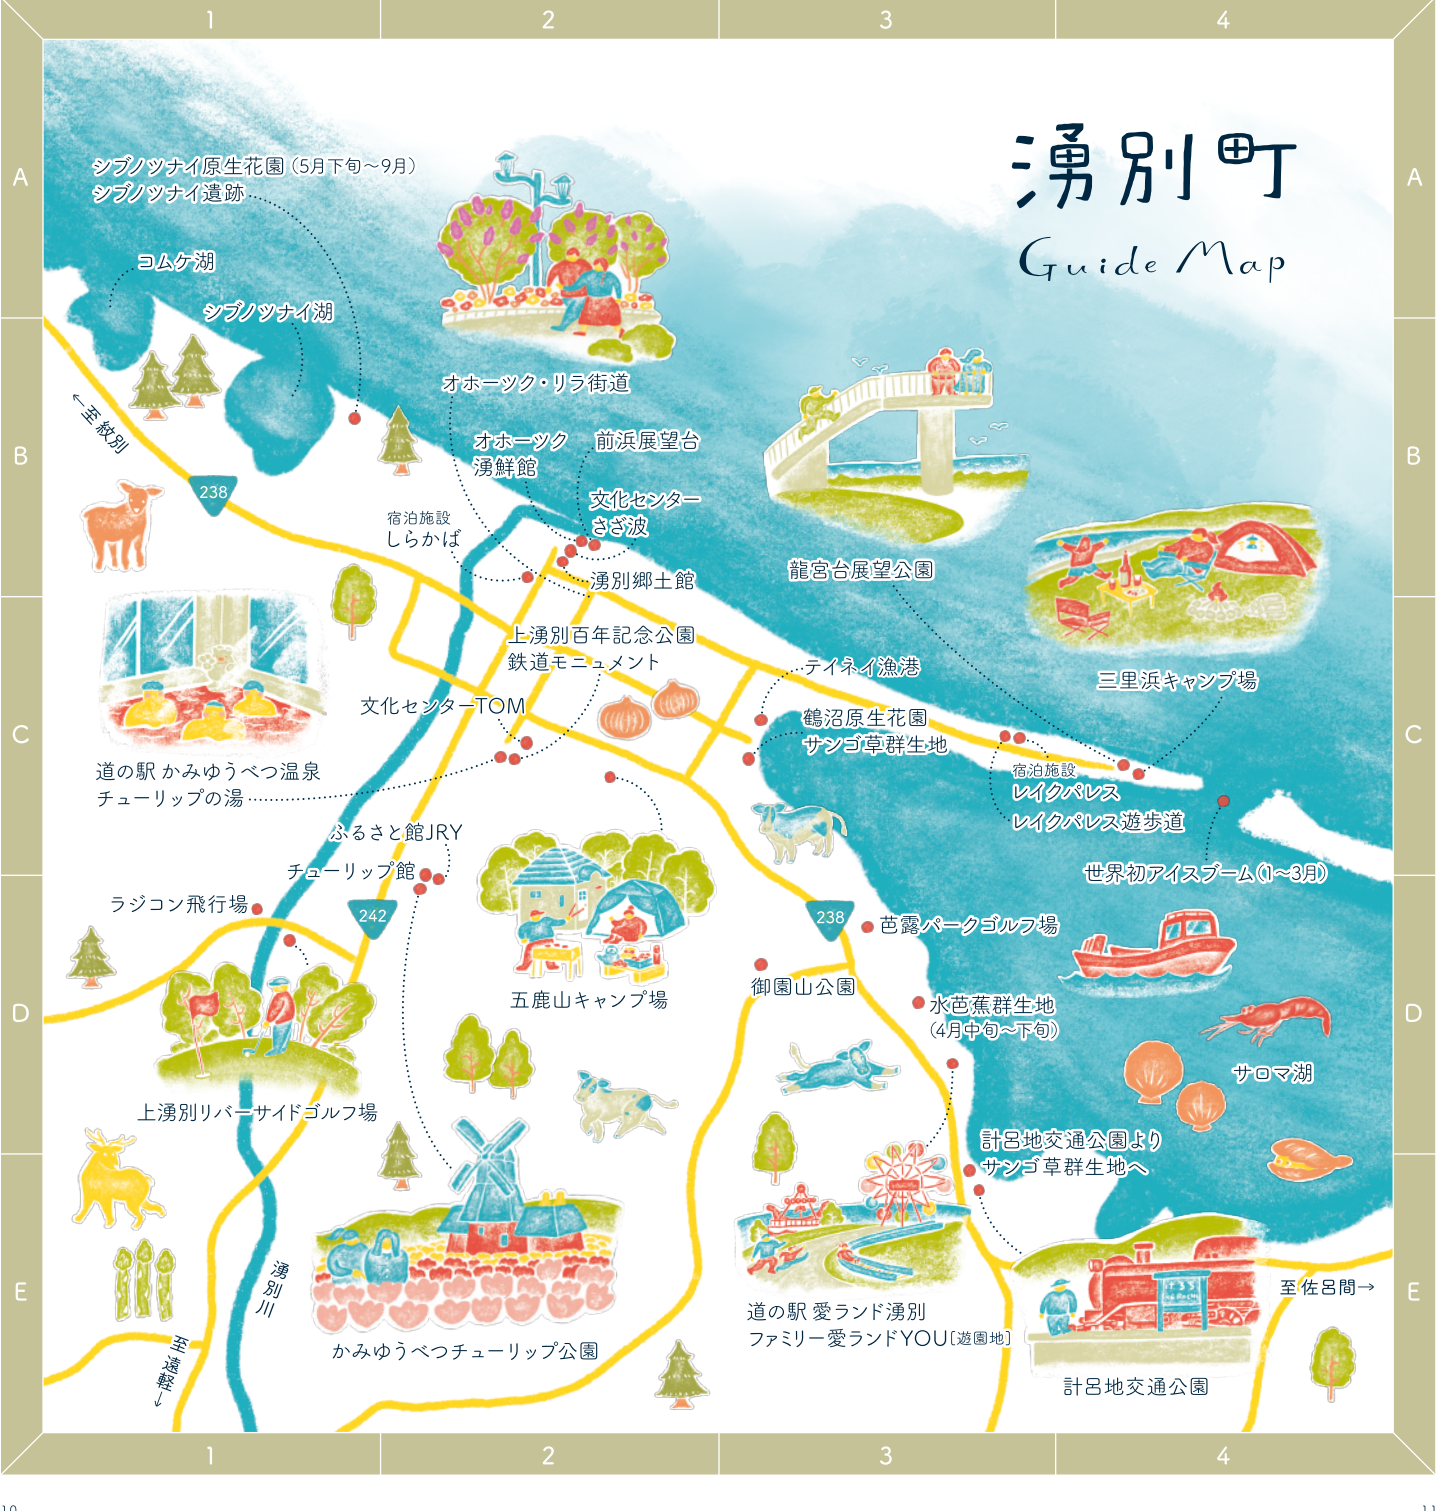 1
2
3
4
A
A
湧別町
Guide Map
シブノツナイ原生花園（5月下旬〜9月）
シブノツナイ遺跡
コムケ湖
シブノツナイ湖
オホーツク・リラ街道
←至紋別
B
B
オホーツク
湧鮮館
前浜展望台
238
文化センター
さざ波
宿泊施設
しらかば
湧別郷土館
龍宮台展望公園
上湧別百年記念公園
鉄道モニュメント
テイネイ漁港
三里浜キャンプ場
文化センターTOM
鶴沼原生花園
サンゴ草群生地
C
C
道の駅 かみゆうべつ温泉
チューリップの湯
宿泊施設
レイクパレス
レイクパレス遊歩道
ふるさと館JRY
チューリップ館
世界初アイスブーム（1〜3月）
ラジコン飛行場
242
238
芭露パークゴルフ場
五鹿山キャンプ場
御園山公園
水芭蕉群生地
（4月中旬〜下旬）
D
D
サロマ湖
上湧別リバーサイドゴルフ場
計呂地交通公園より
サンゴ草群生地へ
E
E
湧別川
至佐呂間→
道の駅 愛ランド湧別
ファミリー愛ランドYOU［遊園地］
かみゆうべつチューリップ公園
至遠軽→
計呂地交通公園
1
2
3
4
10
11